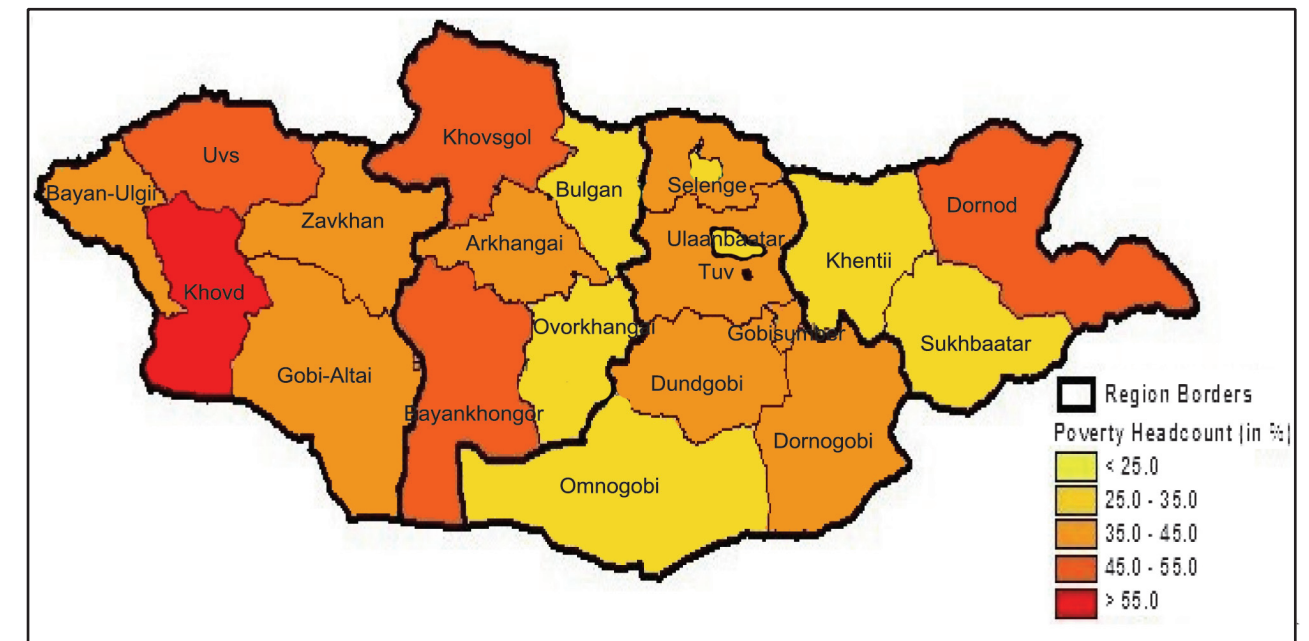 Khovsgol
Uvs
Bayan-Ulgii
Bulgan
Selenge
Zavkhan
Dornod
Arkhangai
Ulaanbaatar
Khentii
Tuv
Khovd
Ovorkhangai
Gobisumber
Sukhbaatar
Gobi-Altai
Dundgobi
Bayankhongor
Dornogobi
Omnogobi
Region Borders
Poverty Headcount (in %)
< 25.0
25.0 - 35.0
35.0 - 45.0
45.0 - 55.0
> 55.0